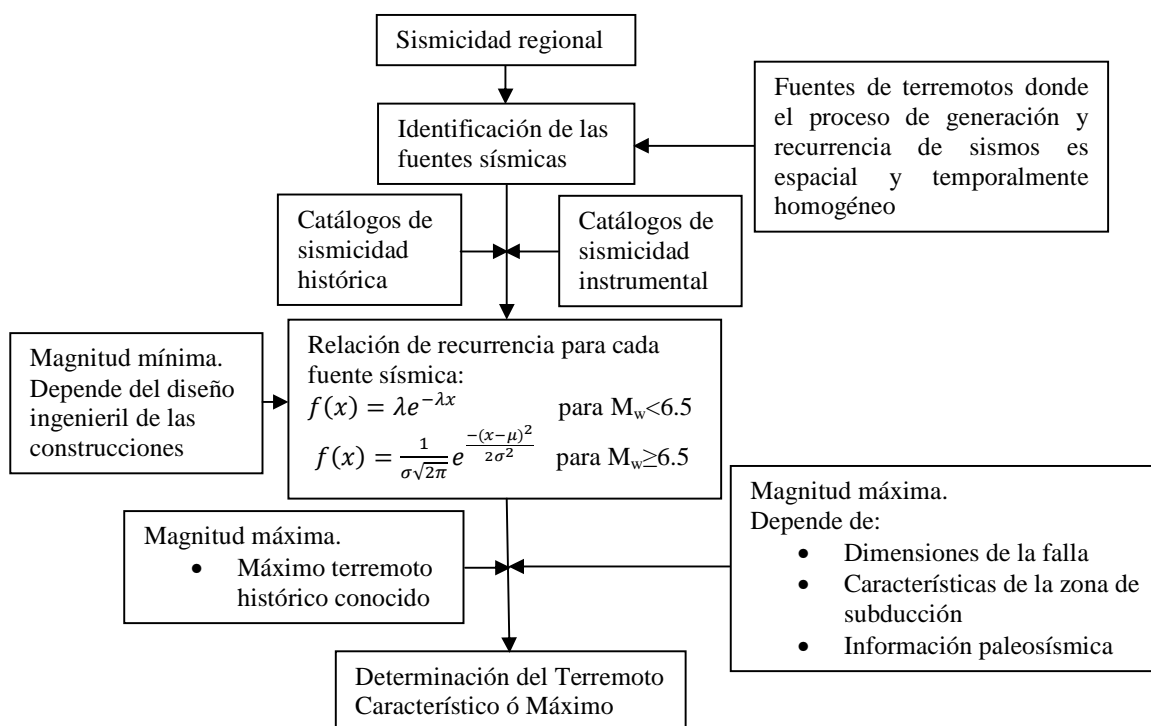 Sismicidad regional
Identificación de las
fuentes sísmicas
Fuentes de terremotos donde
el proceso de generación y
recurrencia de sismos es
espacial y temporalmente
homogéneo
Catálogos de
sismicidad
histórica
Catálogos de
sismicidad
instrumental
Magnitud mínima.
Depende del diseño
ingenieril de las
construcciones
Relación de recurrencia para cada
fuente sísmica:
f(x) = λe^{−λx} para M_w<6.5
f(x) = \frac{1}{σ\sqrt{2π}} e^{\frac{−(x−μ)^2}{2σ^2}} para M_w≥6.5
Magnitud máxima.
• Máximo terremoto
histórico conocido
Magnitud máxima.
Depende de:
• Dimensiones de la falla
• Características de la zona de
subducción
• Información paleosísmica
Determinación del Terremoto
Característico ó Máximo